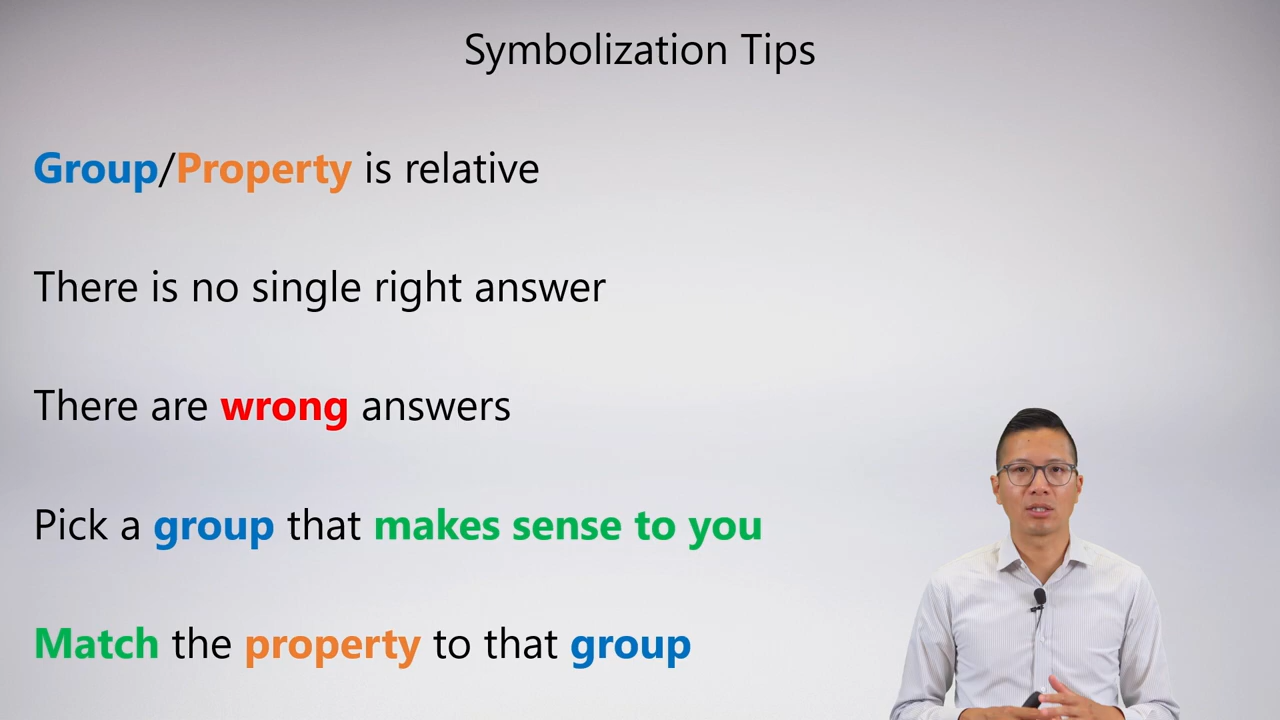 Symbolization Tips
Group/Property is relative
There is no single right answer
There are wrong answers
Pick a group that makes sense to you
Match the property to that group